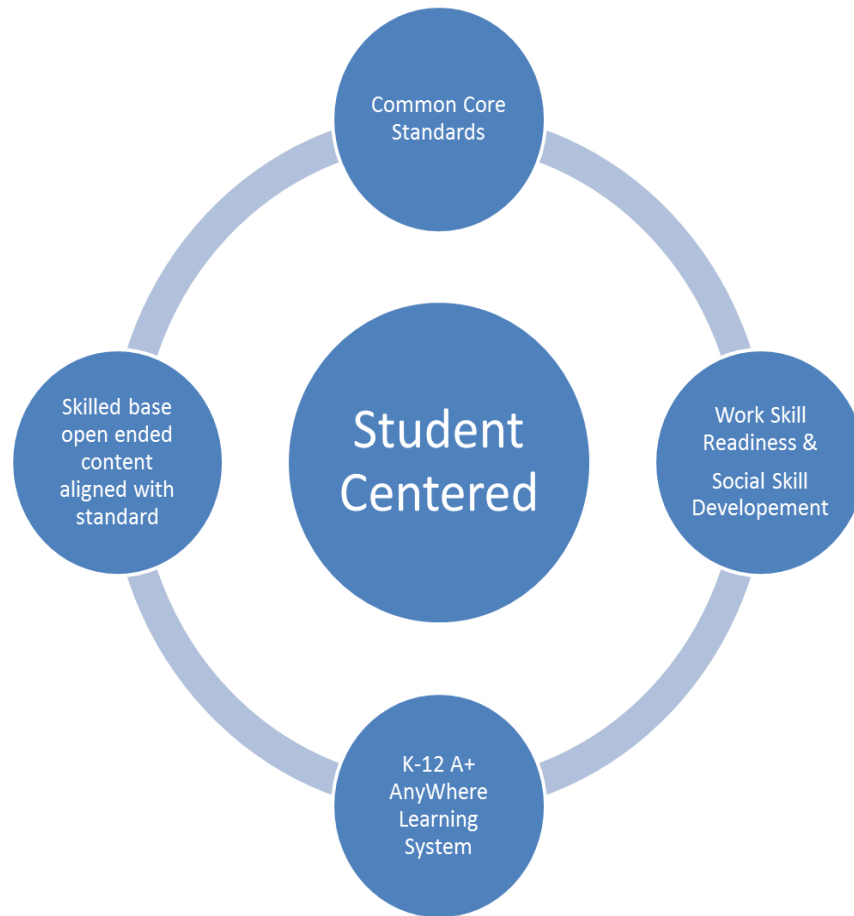 Common Core
Standards
Skilled base
open ended
content
aligned with
standard
Student
Centered
Work Skill
Readiness &
Social Skill
Developement
K-12 A+
AnyWhere
Learning
System